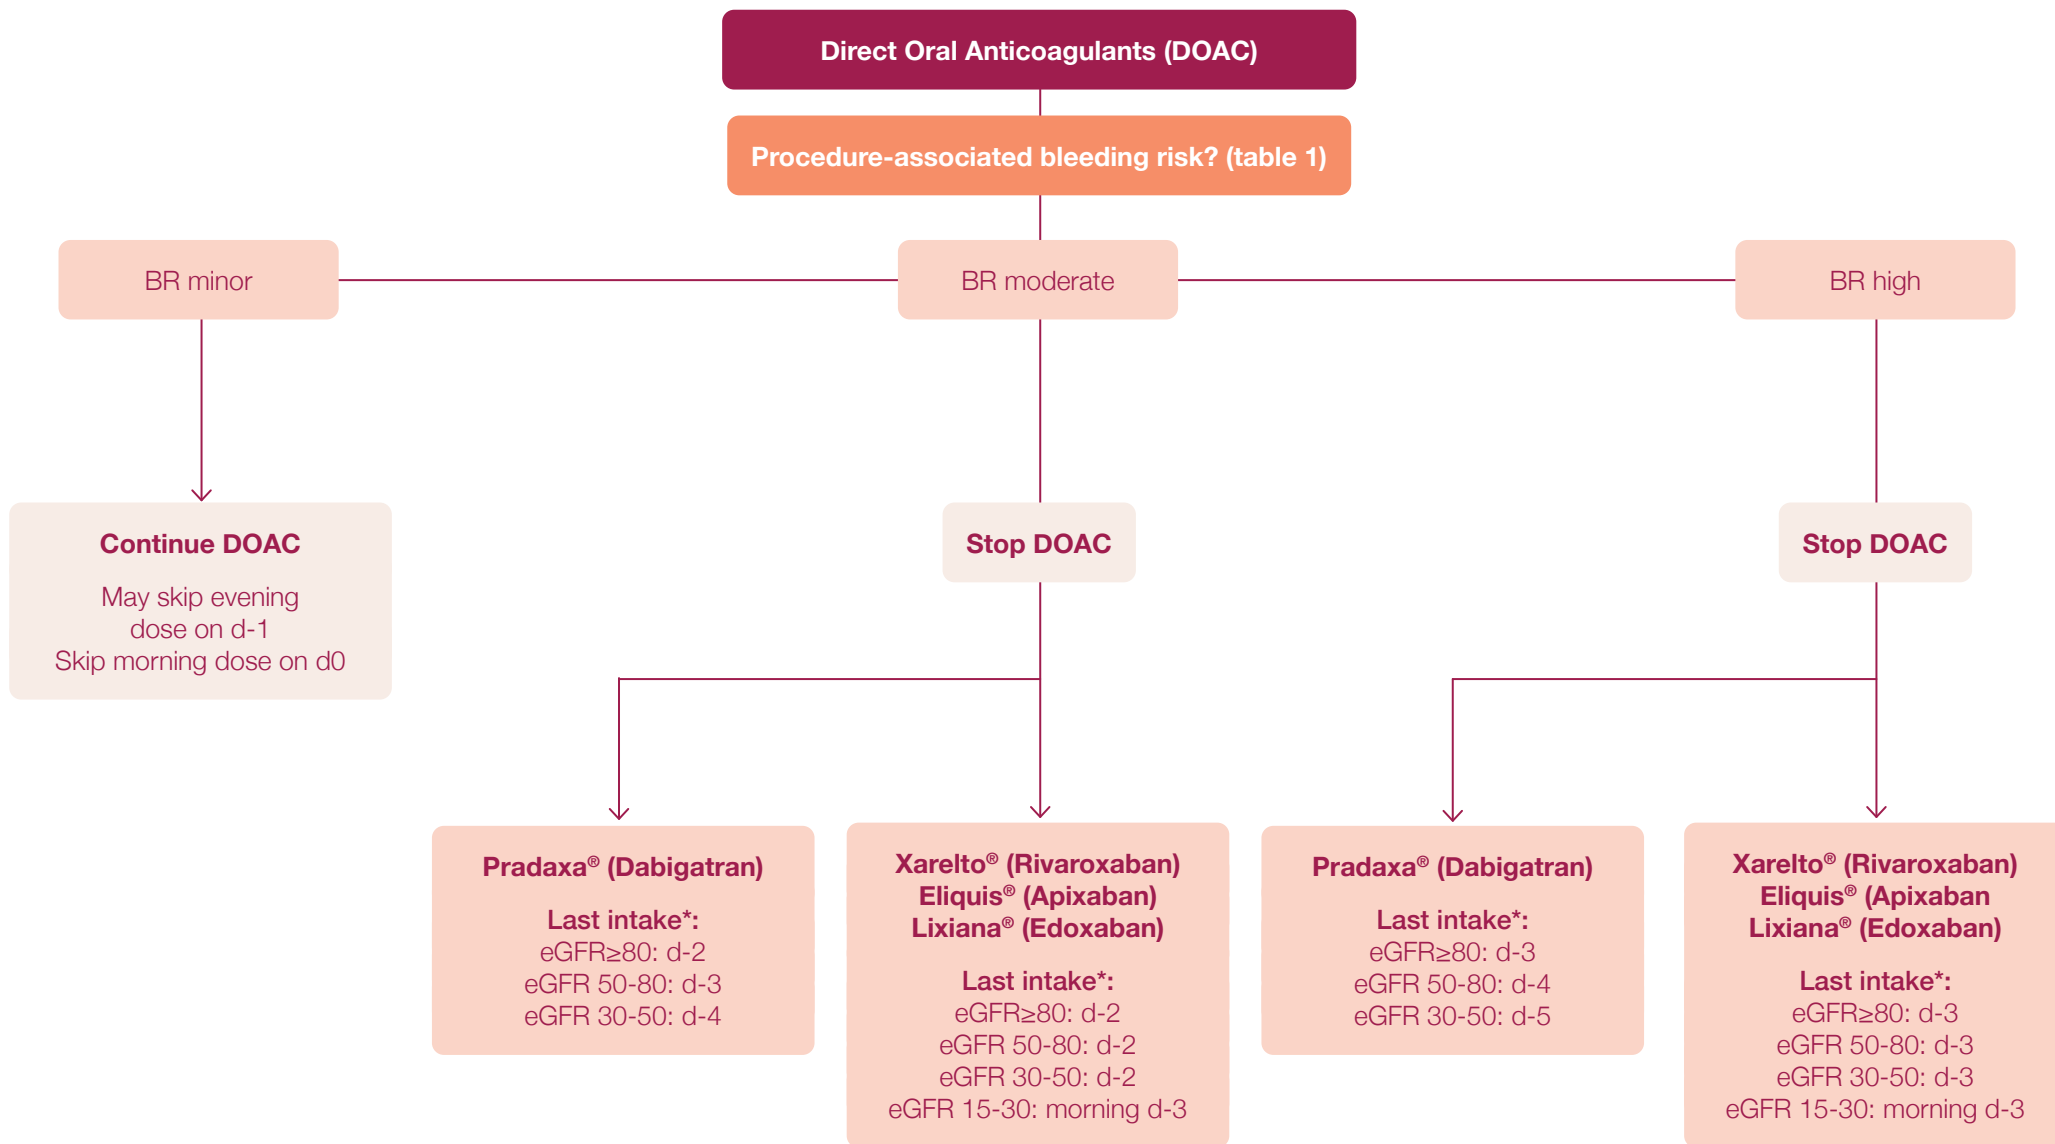 Direct Oral Anticoagulants (DOAC)
Procedure-associated bleeding risk? (table 1)
BR minor
BR moderate
BR high
Continue DOAC
May skip evening
dose on d-1
Skip morning dose on d0
Stop DOAC
Stop DOAC
Pradaxa® (Dabigatran)
Last intake*:
eGFR≥80: d-2
eGFR 50-80: d-3
eGFR 30-50: d-4
Xarelto® (Rivaroxaban)
Eliquis® (Apixaban)
Lixiana® (Edoxaban)
Last intake*:
eGFR≥80: d-2
eGFR 50-80: d-2
eGFR 30-50: d-2
eGFR 15-30: morning d-3
Pradaxa® (Dabigatran)
Last intake*:
eGFR≥80: d-3
eGFR 50-80: d-4
eGFR 30-50: d-5
Xarelto® (Rivaroxaban)
Eliquis® (Apixaban
Lixiana® (Edoxaban)
Last intake*:
eGFR≥80: d-3
eGFR 50-80: d-3
eGFR 30-50: d-3
eGFR 15-30: morning d-3